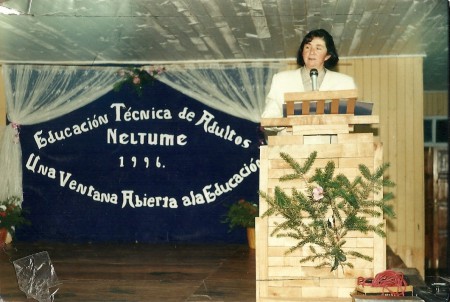 Educación Técnica de Adultos
Neltume
1996.
Una Ventana Abierta a la Educación